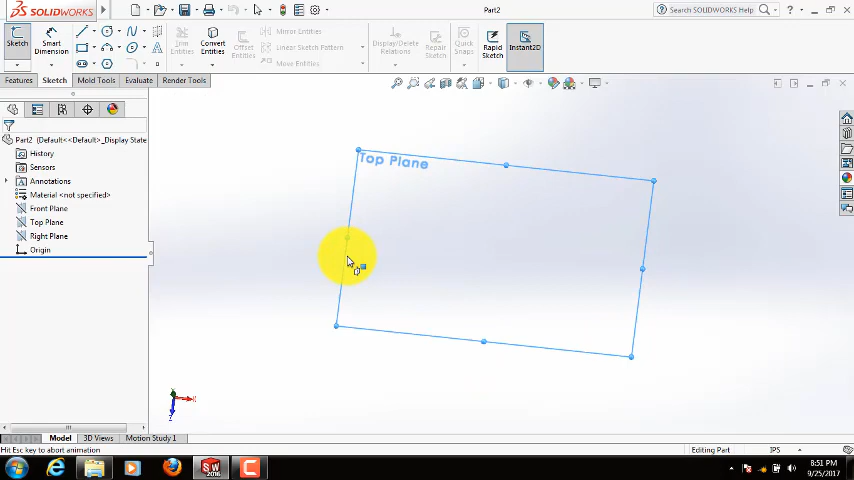 SOLIDWORKS
Part2
Search SOLIDWORKS Help
Sketch
Smart Dimension
Trim Entities
Convert Entities
Offset Entities
Mirror Entities
Linear Sketch Pattern
Move Entities
Display/Delete Relations
Repair Sketch
Quick Snaps
Rapid Sketch
Instant2D
Features
Sketch
Mold Tools
Evaluate
Render Tools
Part2 (Default<<Default>_Display State
History
Sensors
Annotations
Material <not specified>
Front Plane
Top Plane
Right Plane
Origin
Top Plane
X
Z
Model
3D Views
Motion Study 1
Hit Esc key to abort animation
Editing Part
IPS
SW
2016
8:51 PM
9/25/2017